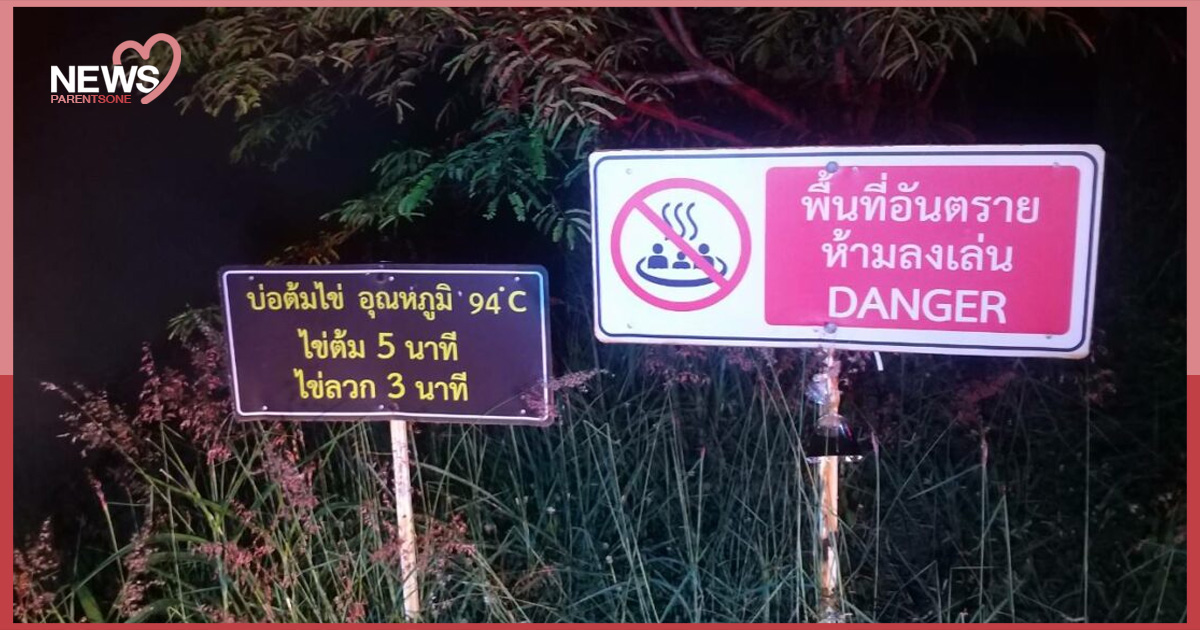 NEWS
PARENTSONE
บ่อต้มไข่ อุณหภูมิ 94°C
ไข่ต้ม 5 นาที
ไข่ลวก 3 นาที
พื้นที่อันตราย
ห้ามลงเล่น
DANGER